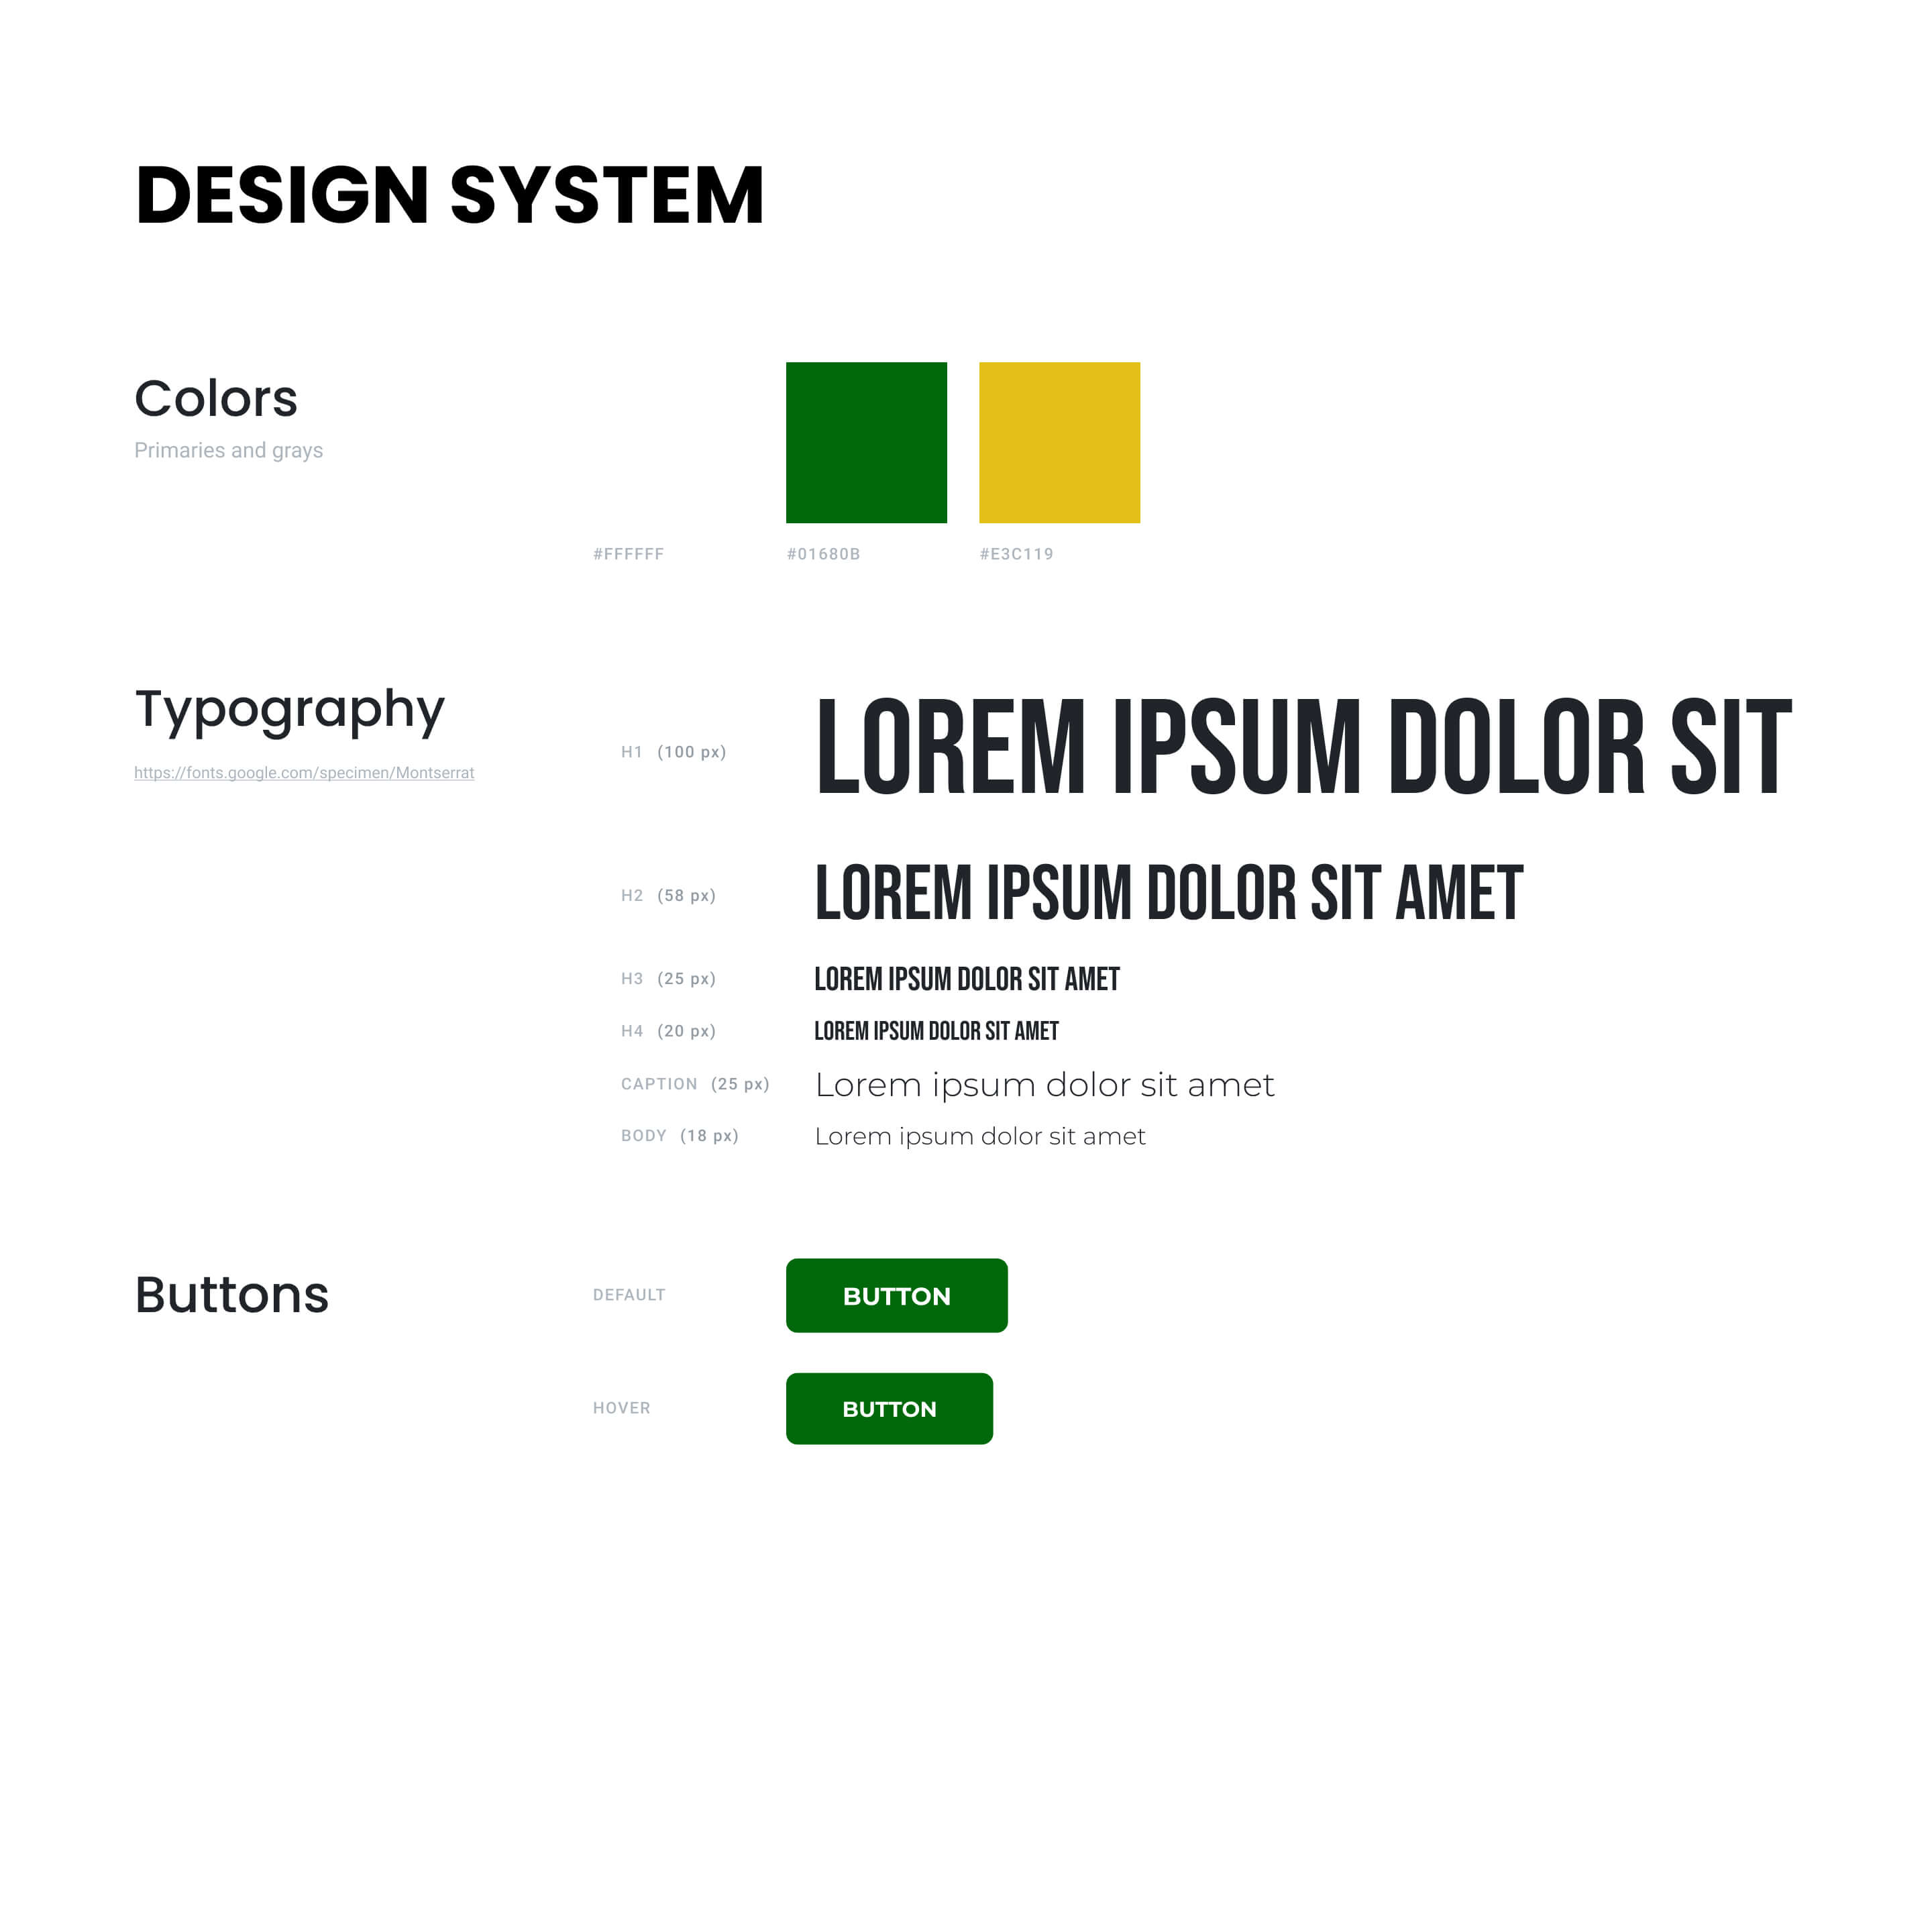 DESIGN SYSTEM
Colors
Primaries and grays
#FFFFFF
#01680B
#E3C119
Typography
https://fonts.google.com/specimen/Montserrat
H1 (100 px)
LOREM IPSUM DOLOR SIT
H2 (58 px)
LOREM IPSUM DOLOR SIT AMET
H3 (25 px)
LOREM IPSUM DOLOR SIT AMET
H4 (20 px)
LOREM IPSUM DOLOR SIT AMET
CAPTION (25 px)
Lorem ipsum dolor sit amet
BODY (18 px)
Lorem ipsum dolor sit amet
Buttons
DEFAULT
BUTTON
HOVER
BUTTON